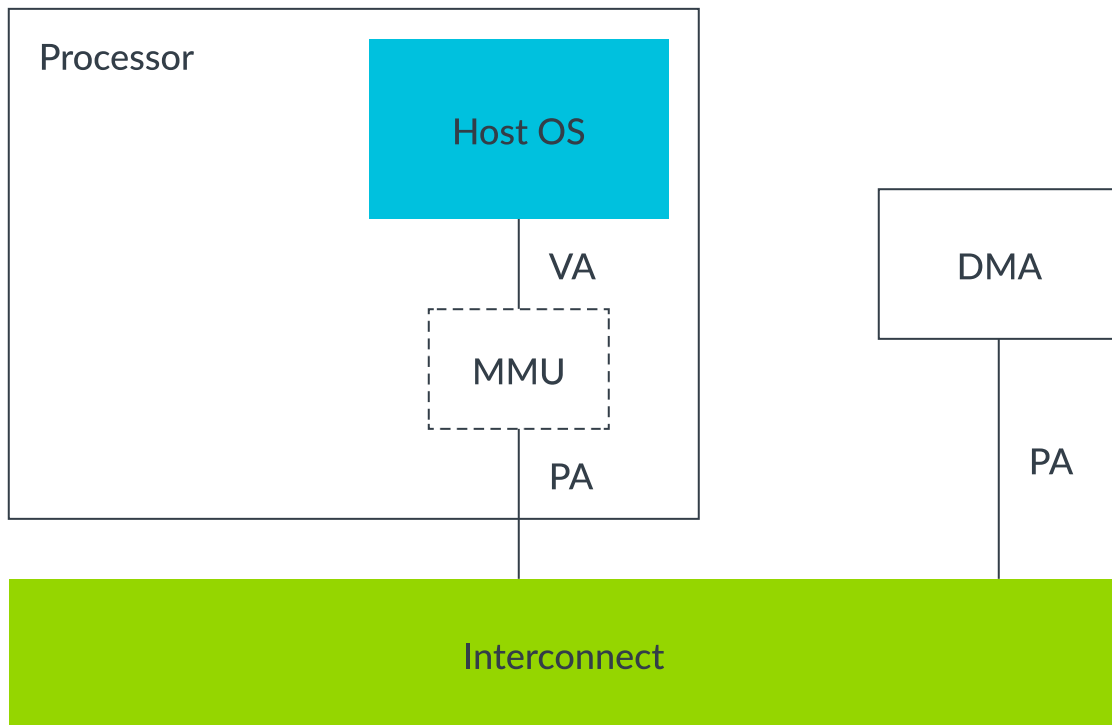 Processor
Host OS
VA
DMA
MMU
PA
PA
Interconnect